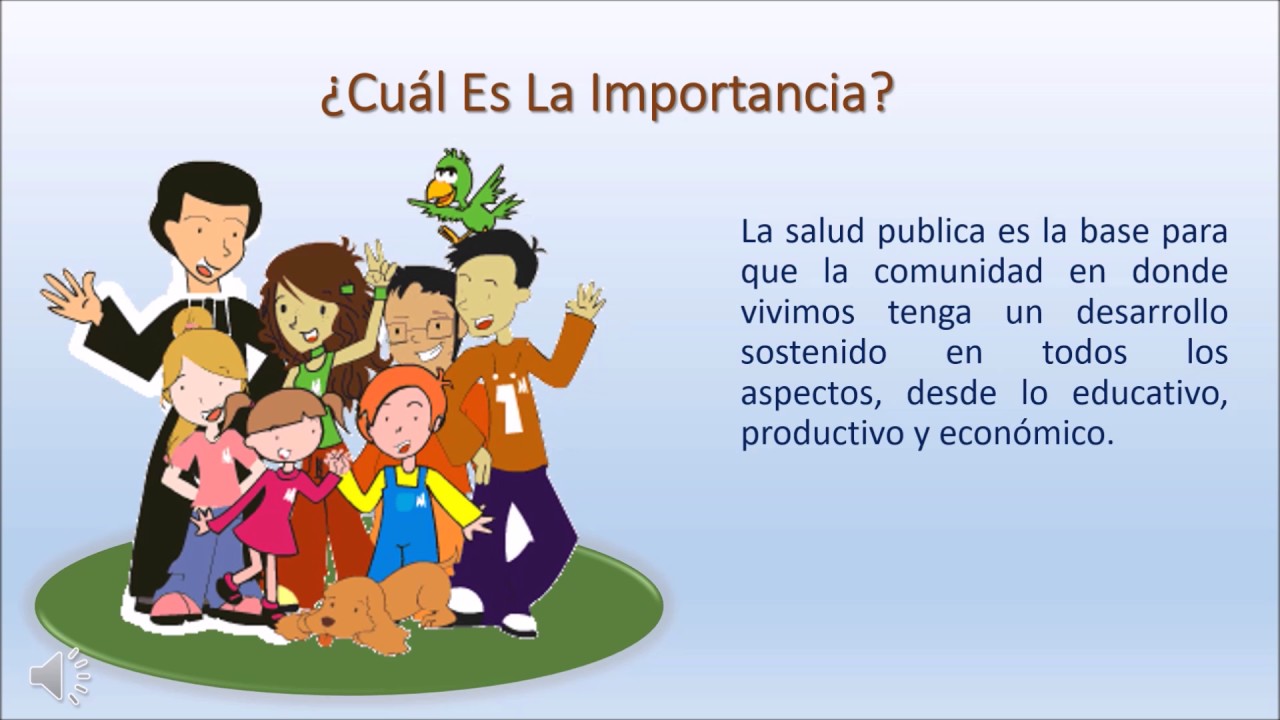 ¿Cuál Es La Importancia?
La salud publica es la base para
que la comunidad en donde
vivimos tenga un desarrollo
sostenido en todos los
aspectos, desde lo educativo,
productivo y económico.
1